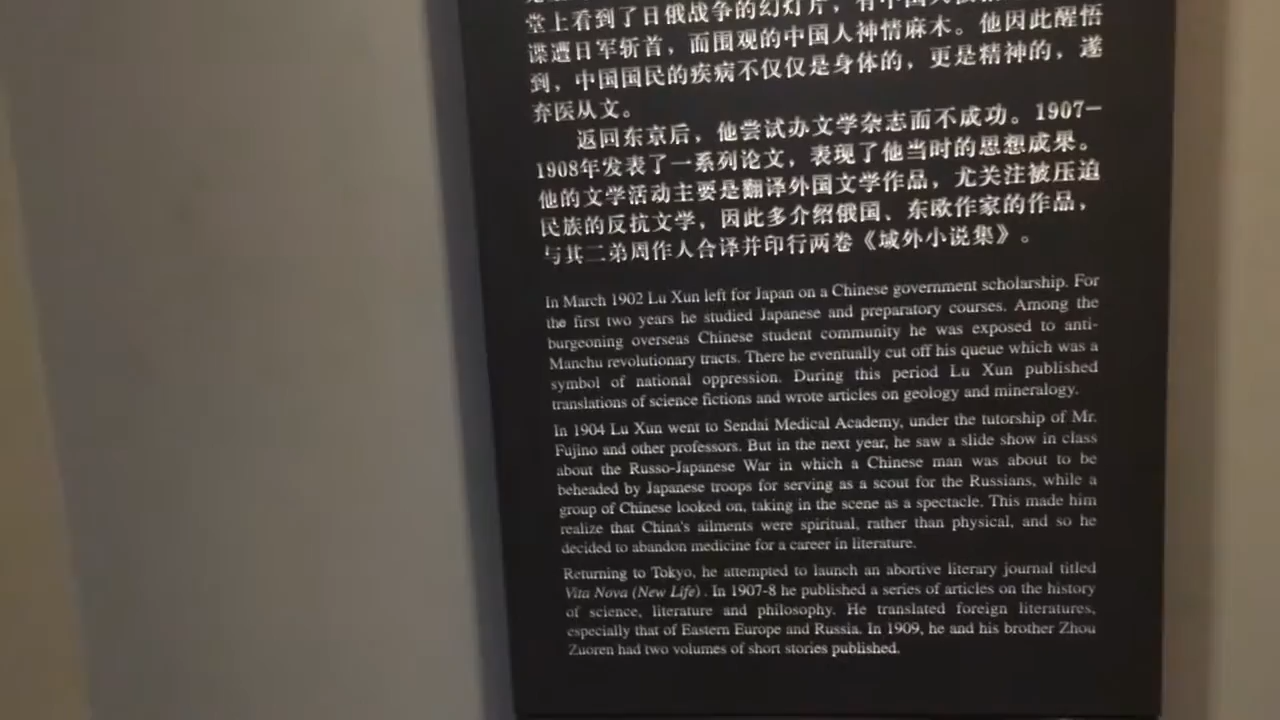 堂上看到了日俄战争的幻灯片，有中国人
谍遭日军斩首，而围观的中国人神情麻木。他因此醒悟
到，中国国民的疾病不仅仅是身体的，更是精神的，遂
弃医从文。
返回东京后，他尝试办文学杂志而不成功。1907-
1908年发表了一系列论文，表现了他当时的思想成果。
他的文学活动主要是翻译外国文学作品，尤关注被压迫
民族的反抗文学，因此多介绍俄国、东欧作家的作品，
与其二弟周作人合译并印行两卷《域外小说集》。
In March 1902 Lu Xun left for Japan on a Chinese government scholarship. For
the first two years he studied Japanese and preparatory courses. Among the
burgeoning overseas Chinese student community he was exposed to anti-
Manchu revolutionary tracts. There he eventually cut off his queue which was a
symbol of national oppression. During this period Lu Xun published
translations of science fictions and wrote articles on geology and mineralogy.
In 1904 Lu Xun went to Sendai Medical Academy, under the tutorship of Mr.
Fujino and other professors. But in the next year, he saw a slide show in class
about the Russo-Japanese War in which a Chinese man was about to be
beheaded by Japanese troops for serving as a scout for the Russians, while a
group of Chinese looked on, taking in the scene as a spectacle. This made him
realize that China's ailments were spiritual, rather than physical, and so he
decided to abandon medicine for a career in literature.
Returning to Tokyo, he attempted to launch an abortive literary journal titled
Vita Nova (New Life). In 1907-8 he published a series of articles on the history
of science, literature and philosophy. He translated foreign literatures,
especially that of Eastern Europe and Russia. In 1909, he and his brother Zhou
Zuoren had two volumes of short stories published.